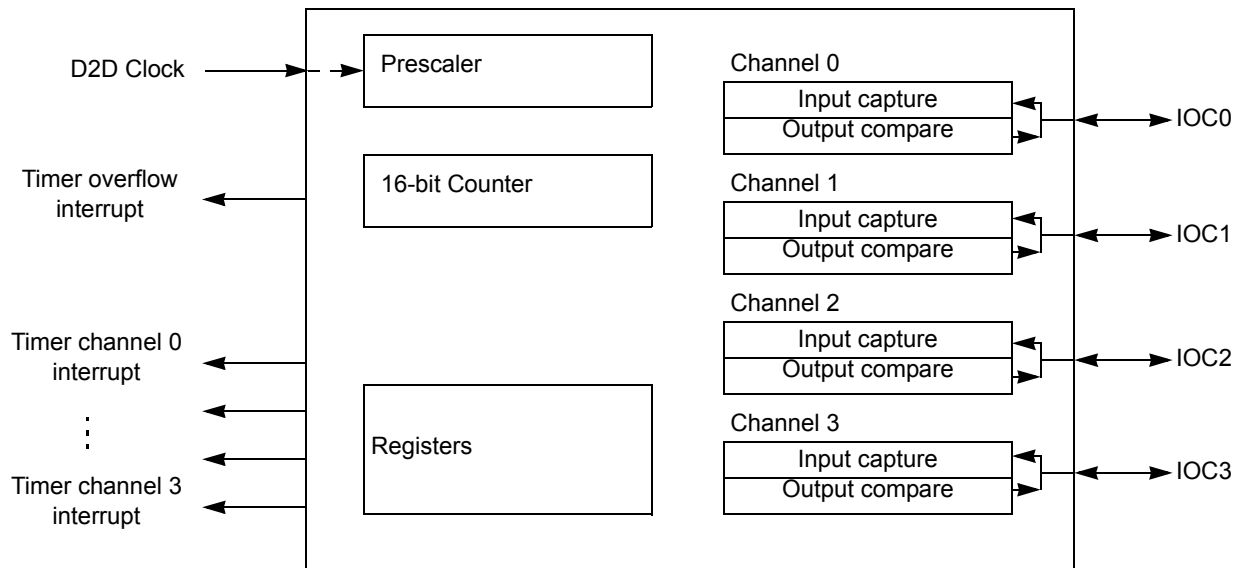 D2D Clock
Timer overflow
interrupt
Timer channel 0
interrupt
Timer channel 3
interrupt
Prescaler
16-bit Counter
Registers
Channel 0
Input capture
Output compare
IOC0
Channel 1
Input capture
Output compare
IOC1
Channel 2
Input capture
Output compare
IOC2
Channel 3
Input capture
Output compare
IOC3